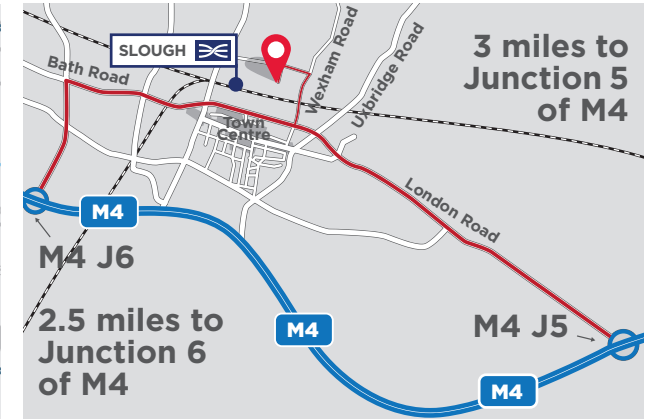 SLOUGH
Bath Road
Wexham Road
Uxbridge Road
3 miles to
Junction 5
of M4
Town
Centre
London Road
M4
M4 J6
2.5 miles to
Junction 6
of M4
M4
M4 J5
M4